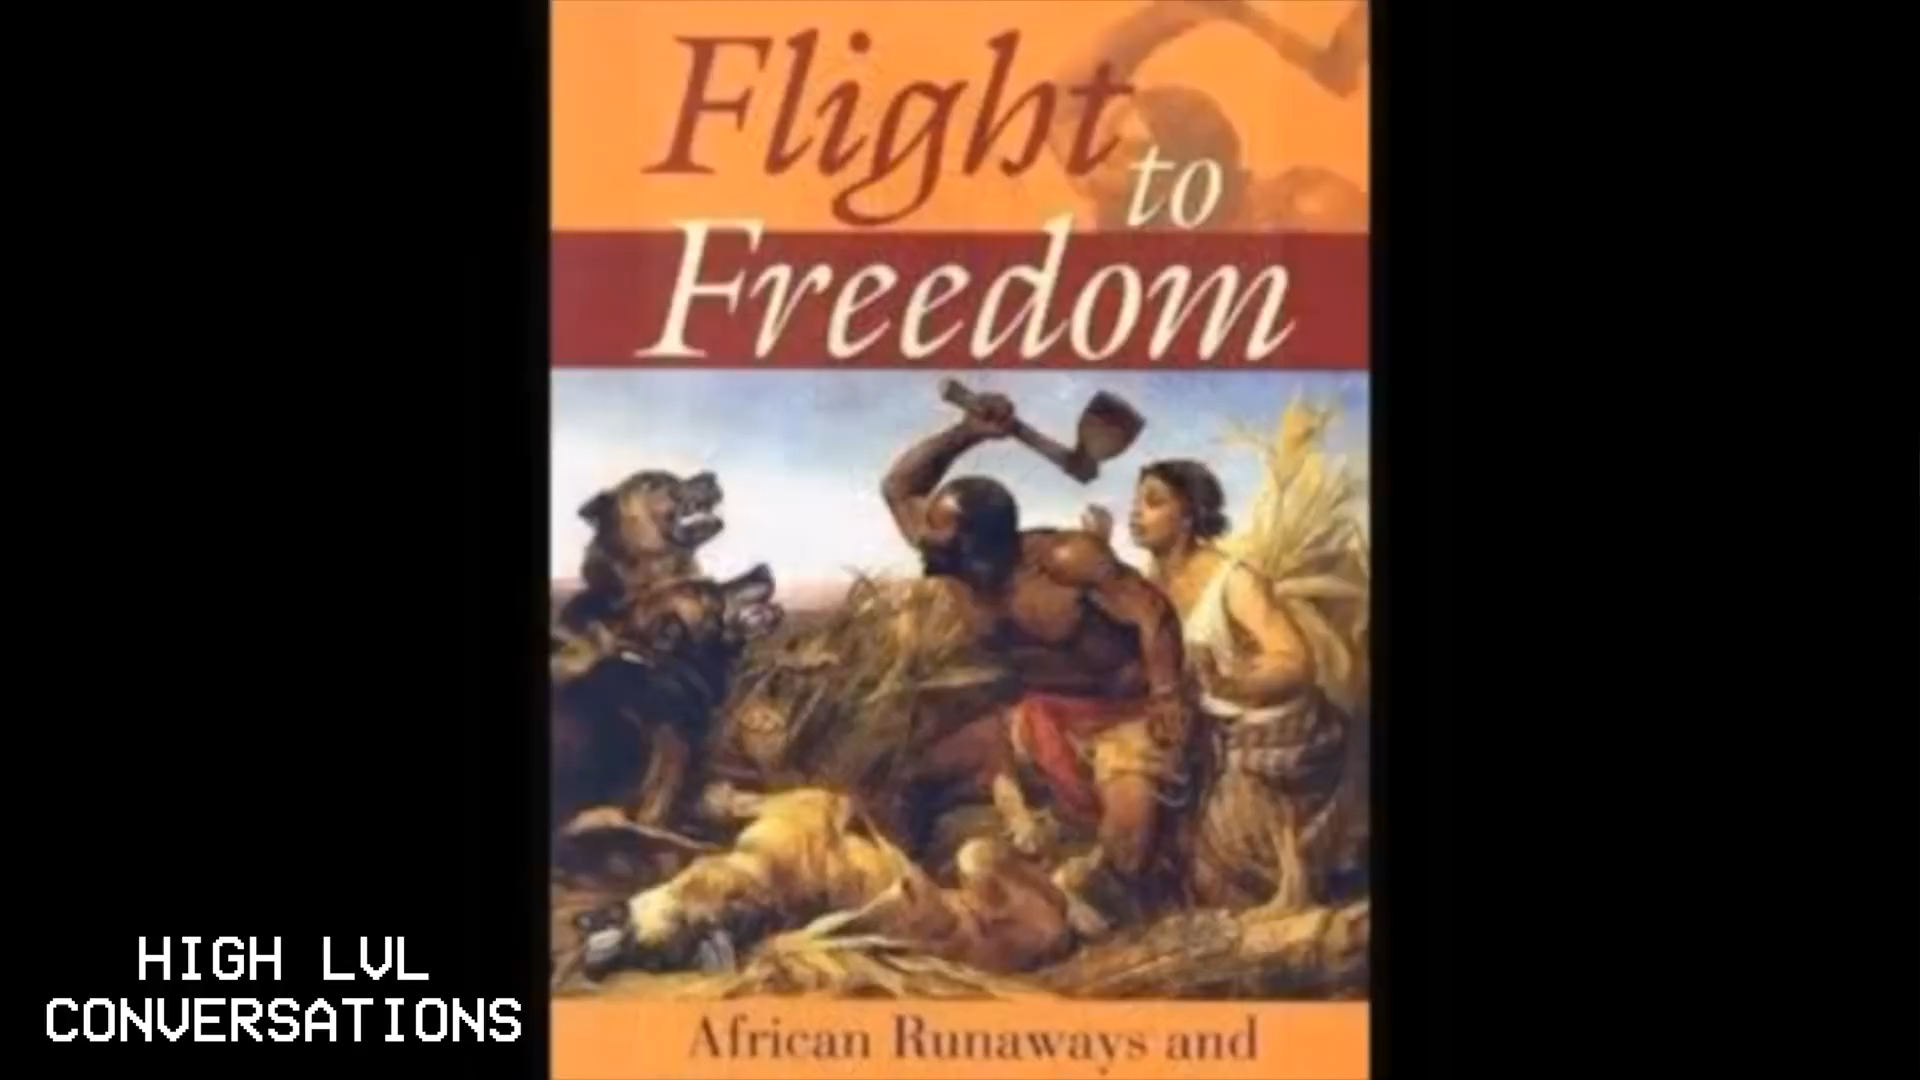 Flight
to
Freedom
African Runaways and
HIGH LVL
CONVERSATIONS